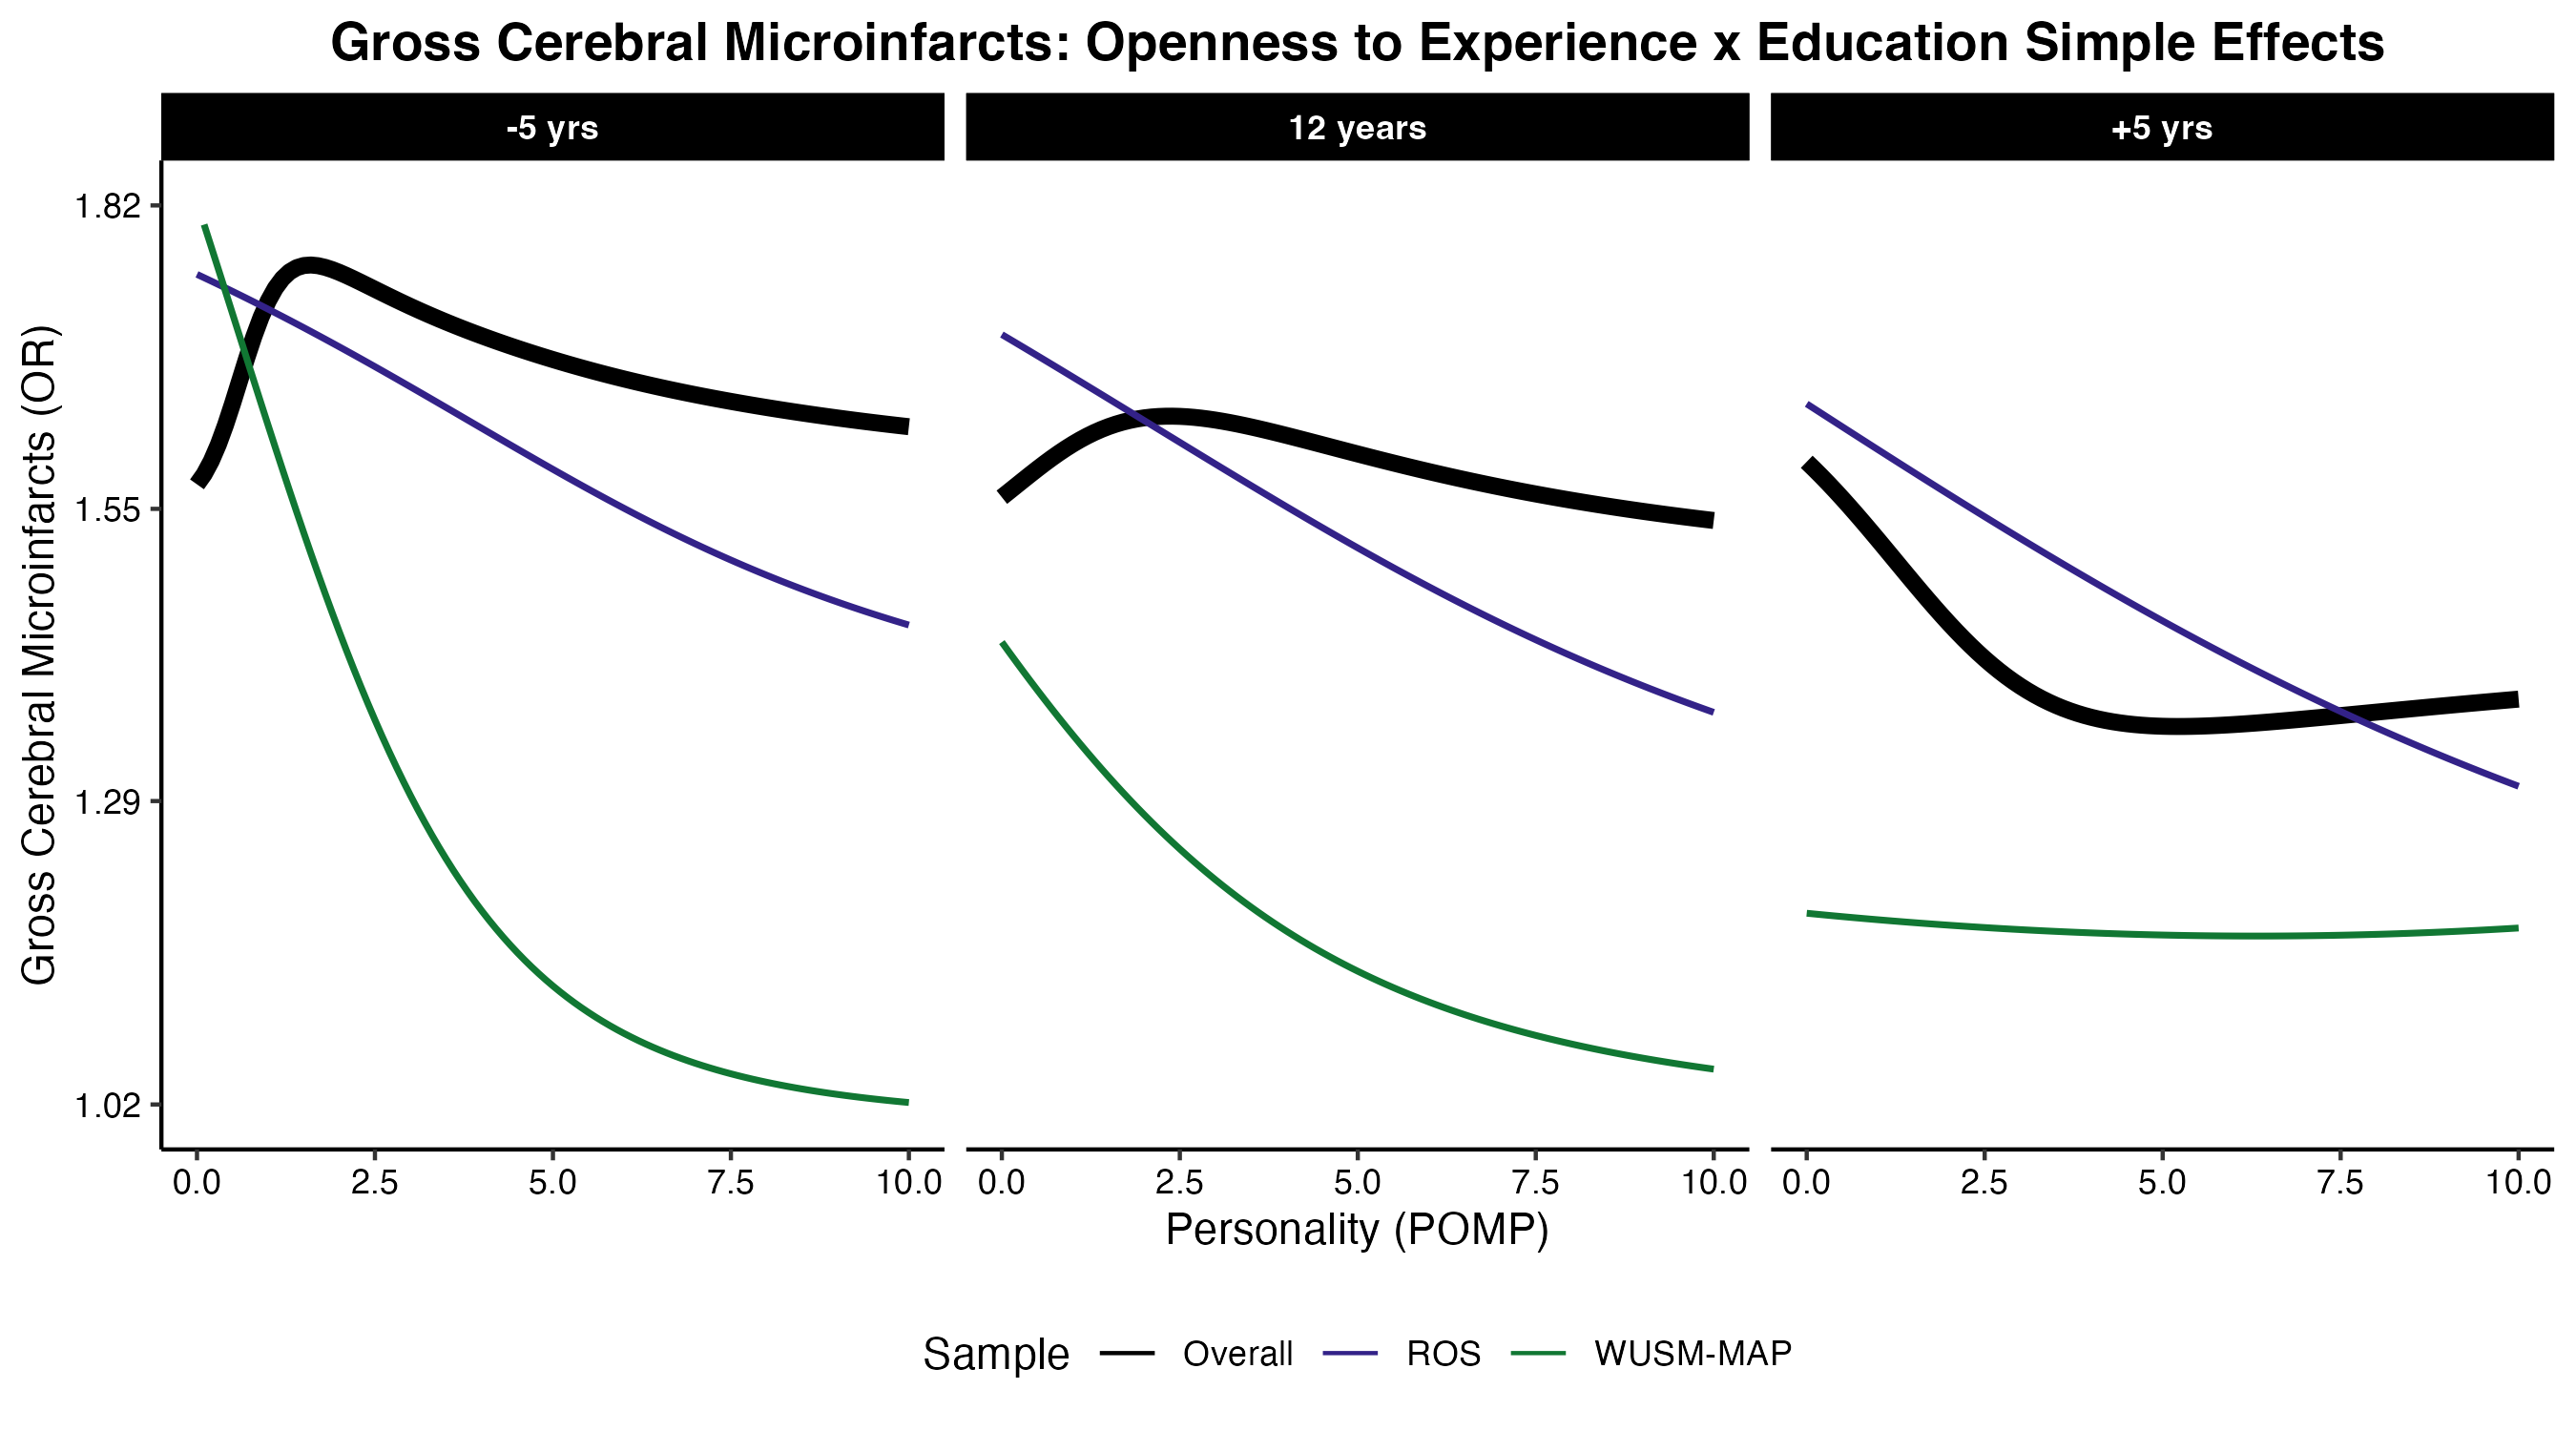 Gross Cerebral Microinfarcts: Openness to Experience x Education Simple Effects
-5 yrs 12 years +5 yrs
Gross Cerebral Microinfarcts (OR)
1.82
1.55
1.29
1.02
0.0 2.5 5.0 7.5 10.0 0.0 2.5 5.0 7.5 10.0 0.0 2.5 5.0 7.5 10.0
Personality (POMP)
Sample Overall ROS WUSM-MAP